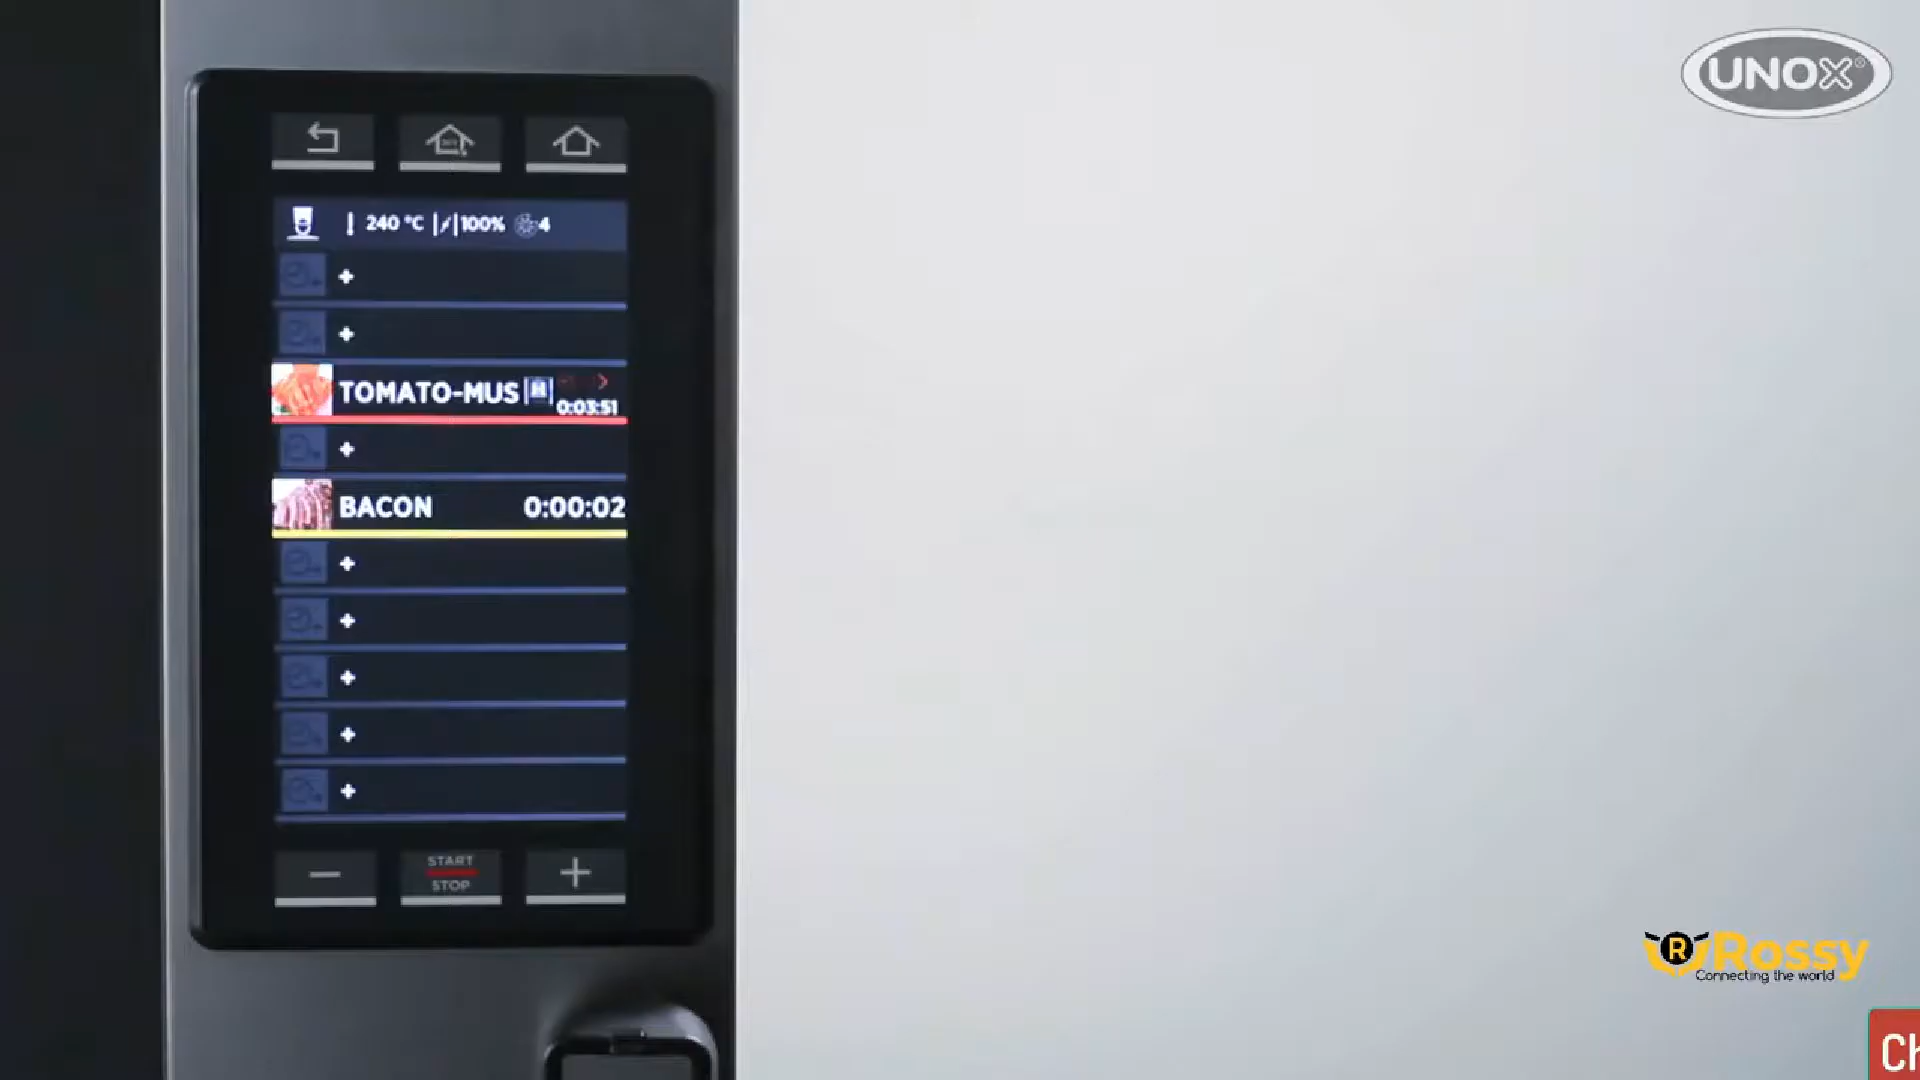 UNOX®
240 °C 100% 4
+
+
TOMATO-MUS
0:03:51
+
BACON 0:00:02
+
+
+
+
+
START
STOP
R Rossy
Connecting the world
Ch